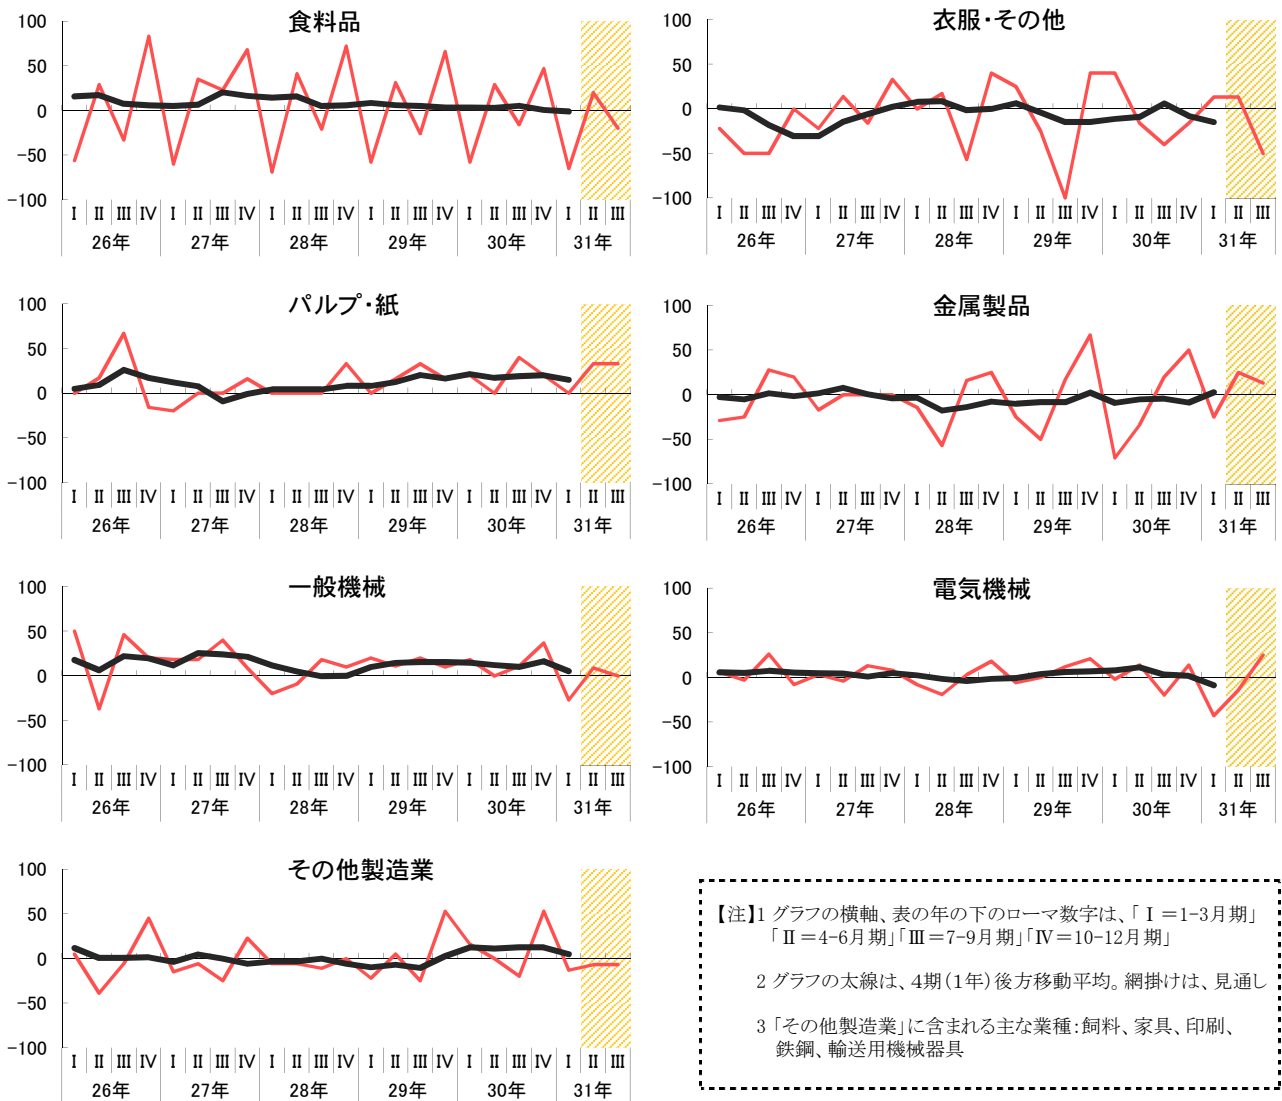 食料品
100
50
0
-50
-100
Ⅰ Ⅱ Ⅲ Ⅳ Ⅰ Ⅱ Ⅲ Ⅳ Ⅰ Ⅱ Ⅲ Ⅳ Ⅰ Ⅱ Ⅲ Ⅳ Ⅰ Ⅱ Ⅲ Ⅳ Ⅰ Ⅱ Ⅲ
26年 27年 28年 29年 30年 31年
衣服・その他
100
50
0
-50
-100
Ⅰ Ⅱ Ⅲ Ⅳ Ⅰ Ⅱ Ⅲ Ⅳ Ⅰ Ⅱ Ⅲ Ⅳ Ⅰ Ⅱ Ⅲ Ⅳ Ⅰ Ⅱ Ⅲ Ⅳ Ⅰ Ⅱ Ⅲ
26年 27年 28年 29年 30年 31年
パルプ・紙
100
50
0
-50
-100
Ⅰ Ⅱ Ⅲ Ⅳ Ⅰ Ⅱ Ⅲ Ⅳ Ⅰ Ⅱ Ⅲ Ⅳ Ⅰ Ⅱ Ⅲ Ⅳ Ⅰ Ⅱ Ⅲ Ⅳ Ⅰ Ⅱ Ⅲ
26年 27年 28年 29年 30年 31年
金属製品
100
50
0
-50
-100
Ⅰ Ⅱ Ⅲ Ⅳ Ⅰ Ⅱ Ⅲ Ⅳ Ⅰ Ⅱ Ⅲ Ⅳ Ⅰ Ⅱ Ⅲ Ⅳ Ⅰ Ⅱ Ⅲ Ⅳ Ⅰ Ⅱ Ⅲ
26年 27年 28年 29年 30年 31年
一般機械
100
50
0
-50
-100
Ⅰ Ⅱ Ⅲ Ⅳ Ⅰ Ⅱ Ⅲ Ⅳ Ⅰ Ⅱ Ⅲ Ⅳ Ⅰ Ⅱ Ⅲ Ⅳ Ⅰ Ⅱ Ⅲ Ⅳ Ⅰ Ⅱ Ⅲ
26年 27年 28年 29年 30年 31年
電気機械
100
50
0
-50
-100
Ⅰ Ⅱ Ⅲ Ⅳ Ⅰ Ⅱ Ⅲ Ⅳ Ⅰ Ⅱ Ⅲ Ⅳ Ⅰ Ⅱ Ⅲ Ⅳ Ⅰ Ⅱ Ⅲ Ⅳ Ⅰ Ⅱ Ⅲ
26年 27年 28年 29年 30年 31年
その他製造業
100
50
0
-50
-100
Ⅰ Ⅱ Ⅲ Ⅳ Ⅰ Ⅱ Ⅲ Ⅳ Ⅰ Ⅱ Ⅲ Ⅳ Ⅰ Ⅱ Ⅲ Ⅳ Ⅰ Ⅱ Ⅲ Ⅳ Ⅰ Ⅱ Ⅲ
26年 27年 28年 29年 30年 31年
【注】1 グラフの横軸、表の年の下のローマ数字は、「Ⅰ=1-3月期」
「Ⅱ=4-6月期」「Ⅲ=7-9月期」「Ⅳ=10-12月期」
2 グラフの太線は、4期(1年)後方移動平均。網掛けは、見通し
3 「その他製造業」に含まれる主な業種:飼料、家具、印刷、
鉄鋼、輸送用機械器具